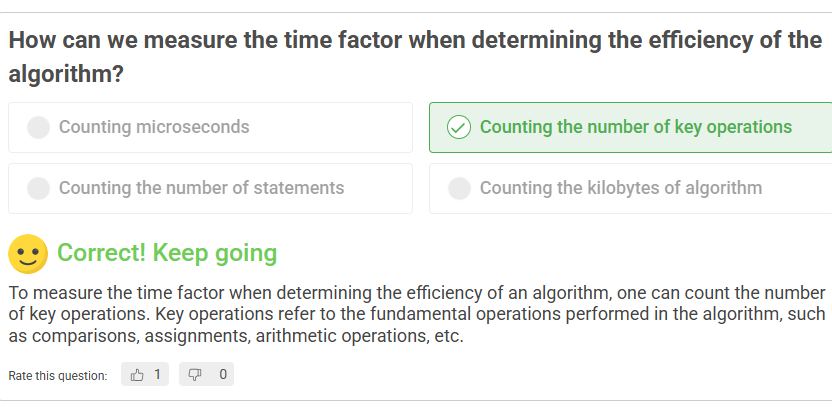 How can we measure the time factor when determining the efficiency of the
algorithm?
Counting microseconds
Counting the number of key operations
Counting the number of statements
Counting the kilobytes of algorithm
Correct! Keep going
To measure the time factor when determining the efficiency of an algorithm, one can count the number
of key operations. Key operations refer to the fundamental operations performed in the algorithm, such
as comparisons, assignments, arithmetic operations, etc.
Rate this question: 1 0